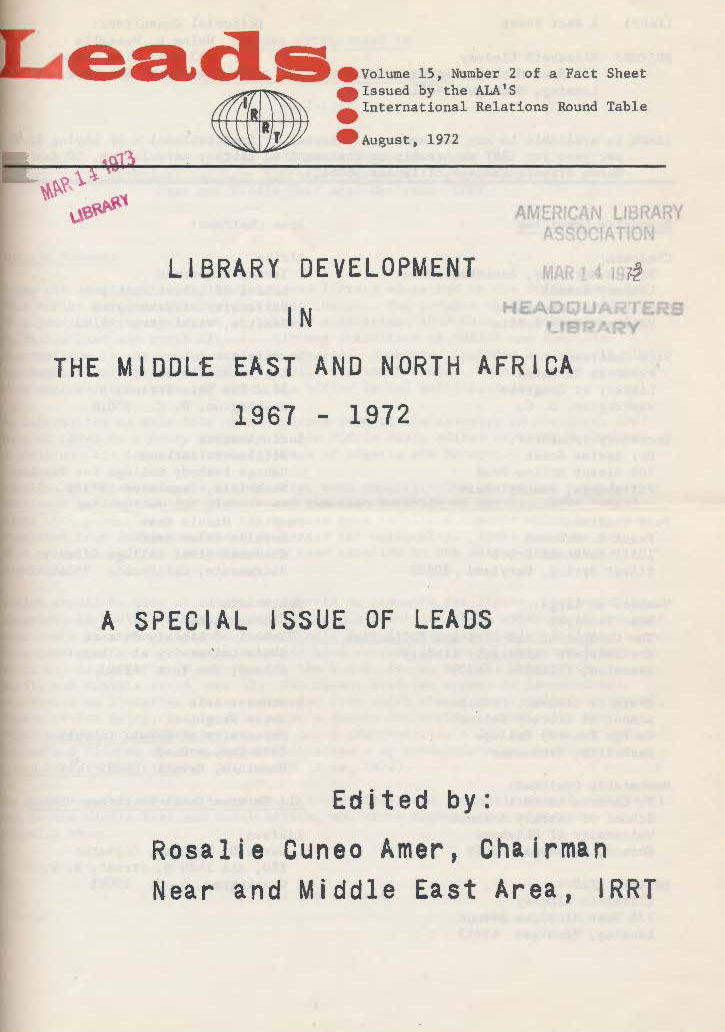 Leads.
Volume 15, Number 2 of a Fact Sheet
Issued by the ALA'S
International Relations Round Table
August, 1972
IRRT
MAR 14 1973
LIBRARY
AMERICAN LIBRARY
ASSOCIATION
MAR 14 1973
HEADQUARTERS
LIBRARY
LIBRARY DEVELOPMENT
IN
THE MIDDLE EAST AND NORTH AFRICA
1967 - 1972
A SPECIAL ISSUE OF LEADS
Edited by:
Rosalie Cuneo Amer, Chairman
Near and Middle East Area, IRRT